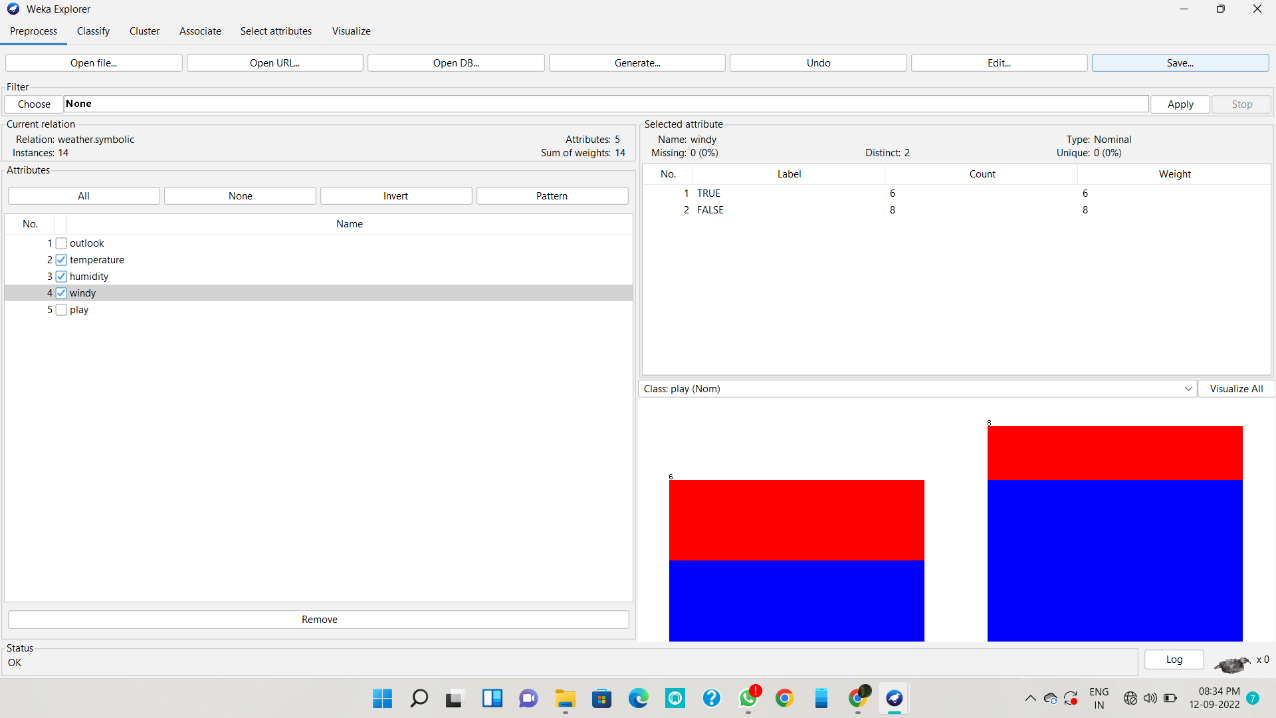 Weka Explorer
Preprocess Classify Cluster Associate Select attributes Visualize
Open file... Open URL... Open DB... Generate... Undo Edit... Save...
Filter
Choose None Apply Stop
Current relation
Relation: weather.symbolic Attributes: 5
Instances: 14 Sum of weights: 14
Attributes
All None Invert Pattern
No. Name
1 outlook
2 temperature
3 humidity
4 windy
5 play
Remove
Selected attribute
Name: windy Type: Nominal
Missing: 0 (0%) Distinct: 2 Unique: 0 (0%)
No. Label Count Weight
1 TRUE 6 6
2 FALSE 8 8
Class: play (Nom) Visualize All
8
6
Status
OK
Log x 0
ENG
IN
08:34 PM
12-09-2022
7